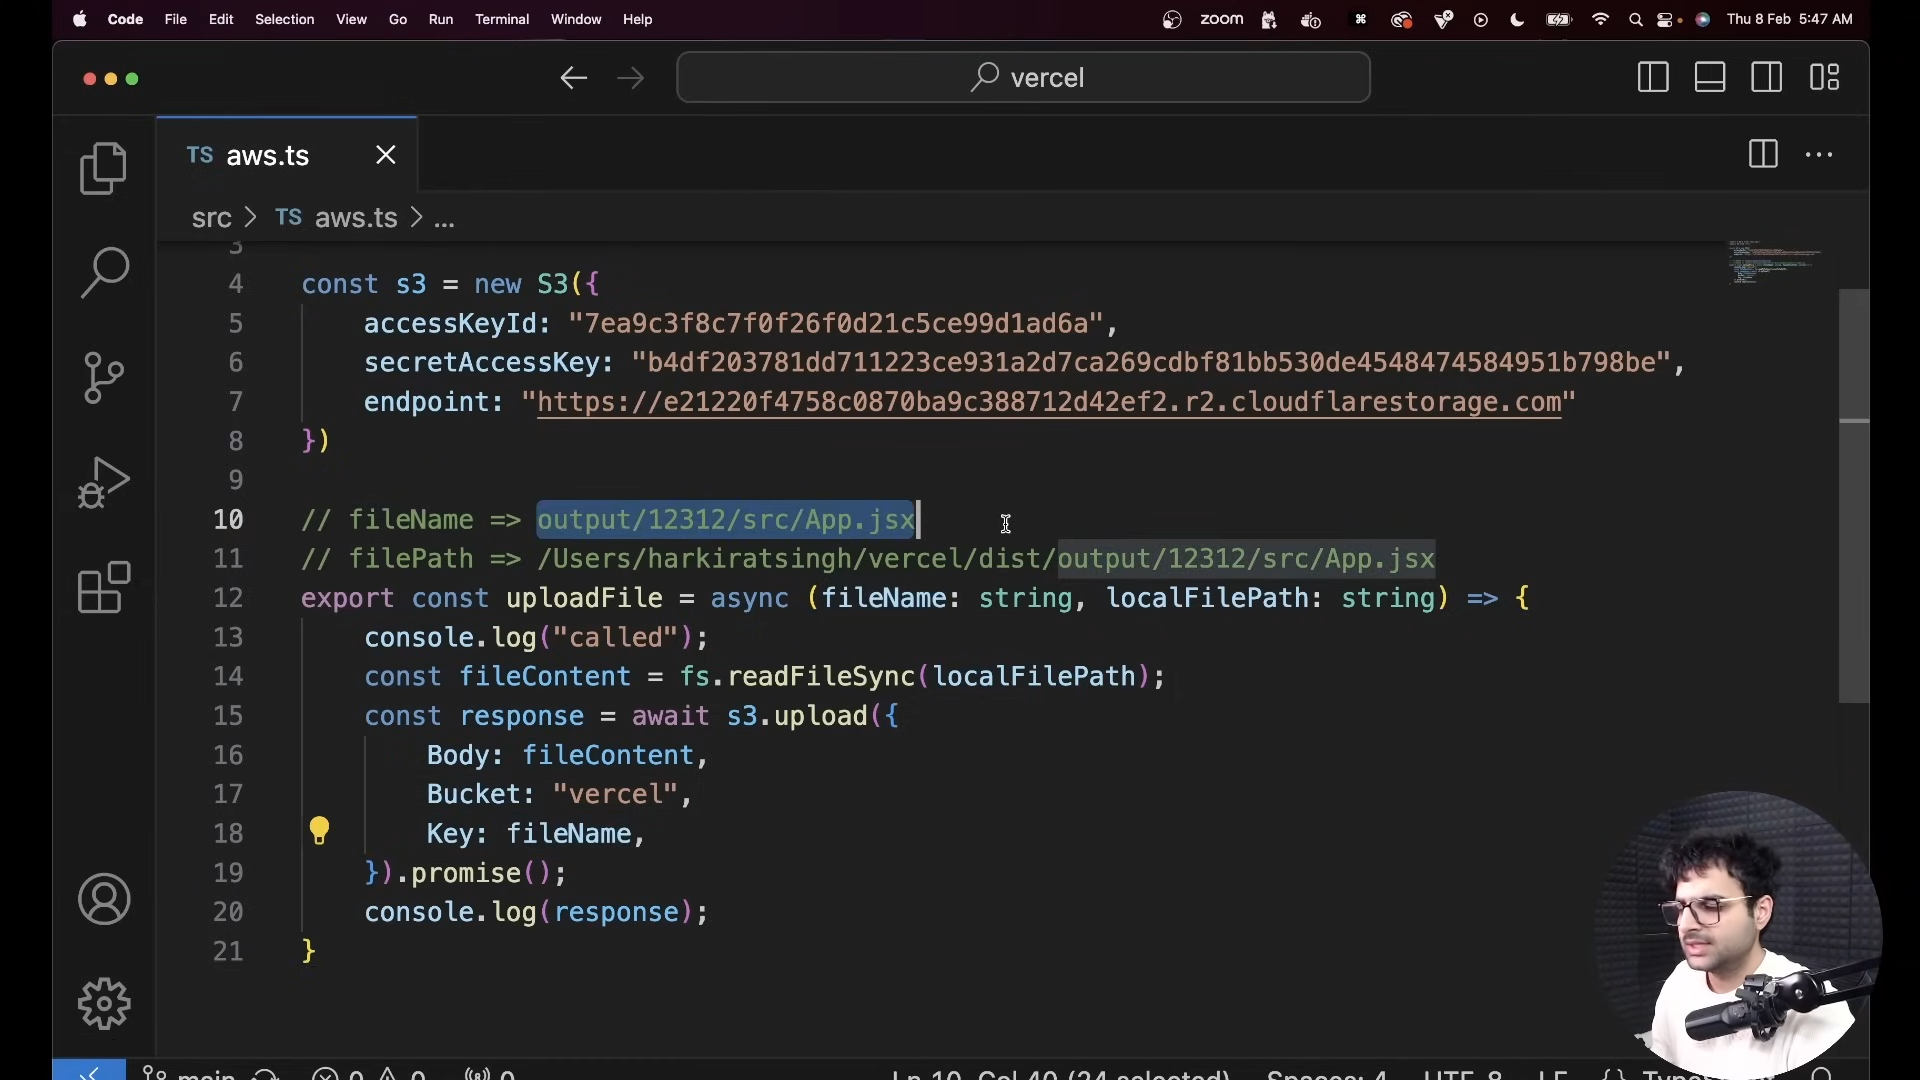 Code File Edit Selection View Go Run Terminal Window Help zoom Thu 8 Feb 5:47 AM
vercel
TS aws.ts
src > TS aws.ts > ...
3
4 const s3 = new S3({
5 accessKeyId: "7ea9c3f8c7f0f26f0d21c5ce99d1ad6a",
6 secretAccessKey: "b4df203781dd711223ce931a2d7ca269cdbf81bb530de4548474584951b798be",
7 endpoint: "https://e21220f4758c0870ba9c388712d42ef2.r2.cloudflarestorage.com"
8 })
9
10 // fileName => output/12312/src/App.jsx
11 // filePath => /Users/harkiratsingh/vercel/dist/output/12312/src/App.jsx
12 export const uploadFile = async (fileName: string, localFilePath: string) => {
13 console.log("called");
14 const fileContent = fs.readFileSync(localFilePath);
15 const response = await s3.upload({
16 Body: fileContent,
17 Bucket: "vercel",
18 Key: fileName,
19 }).promise();
20 console.log(response);
21 }
main 0 0 0 Ln 10, Col 40 (24 selected) Spaces: 4 UTF-8 LF {}